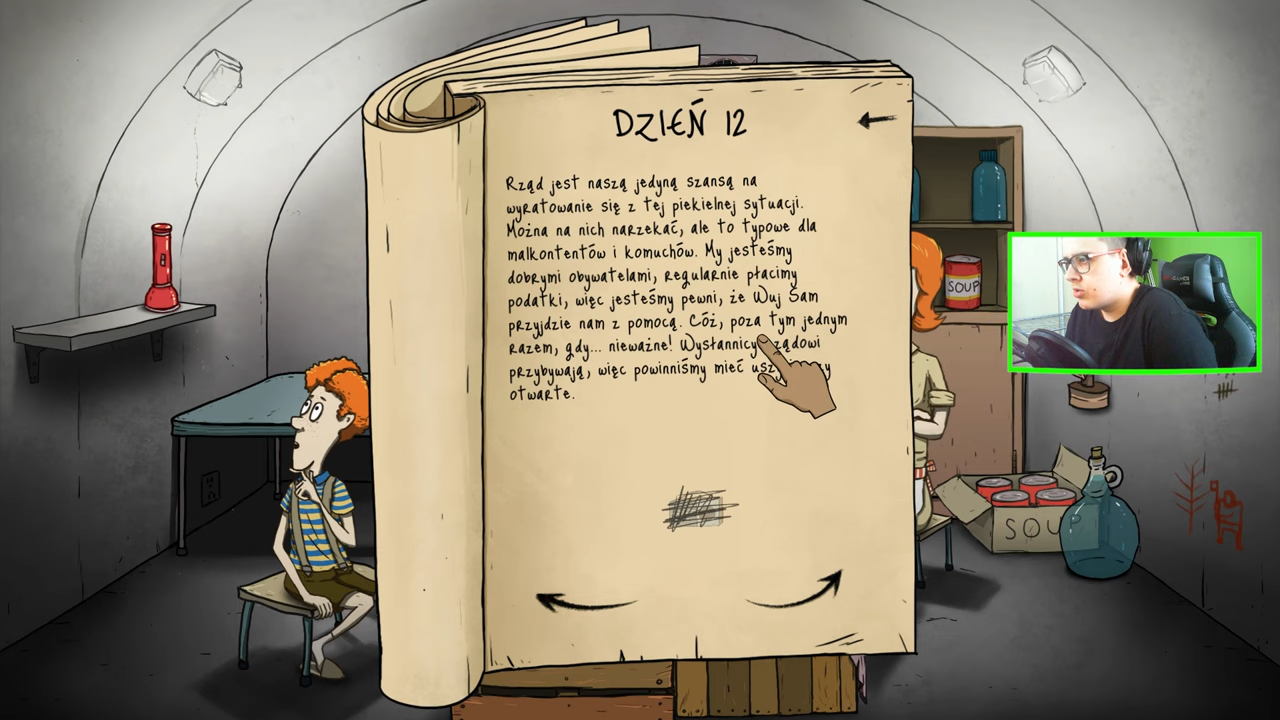 DZIEŃ 12
Rząd jest naszą jedyną szansą na
wyratowanie się z tej piekielnej sytuacji.
Można na nich narzekać, ale to typowe dla
malkontentów i komuchów. My jesteśmy
dobrymi obywatelami, regularnie płacimy
podatki, więc jesteśmy pewni, że Wuj Sam
przyjdzie nam z pomocą. Cóż, poza tym jednym
razem, gdy... nieważne! Wysłannicy
przybywają, więc powinniśmy mieć
otwarte.
SOUP
SOUP